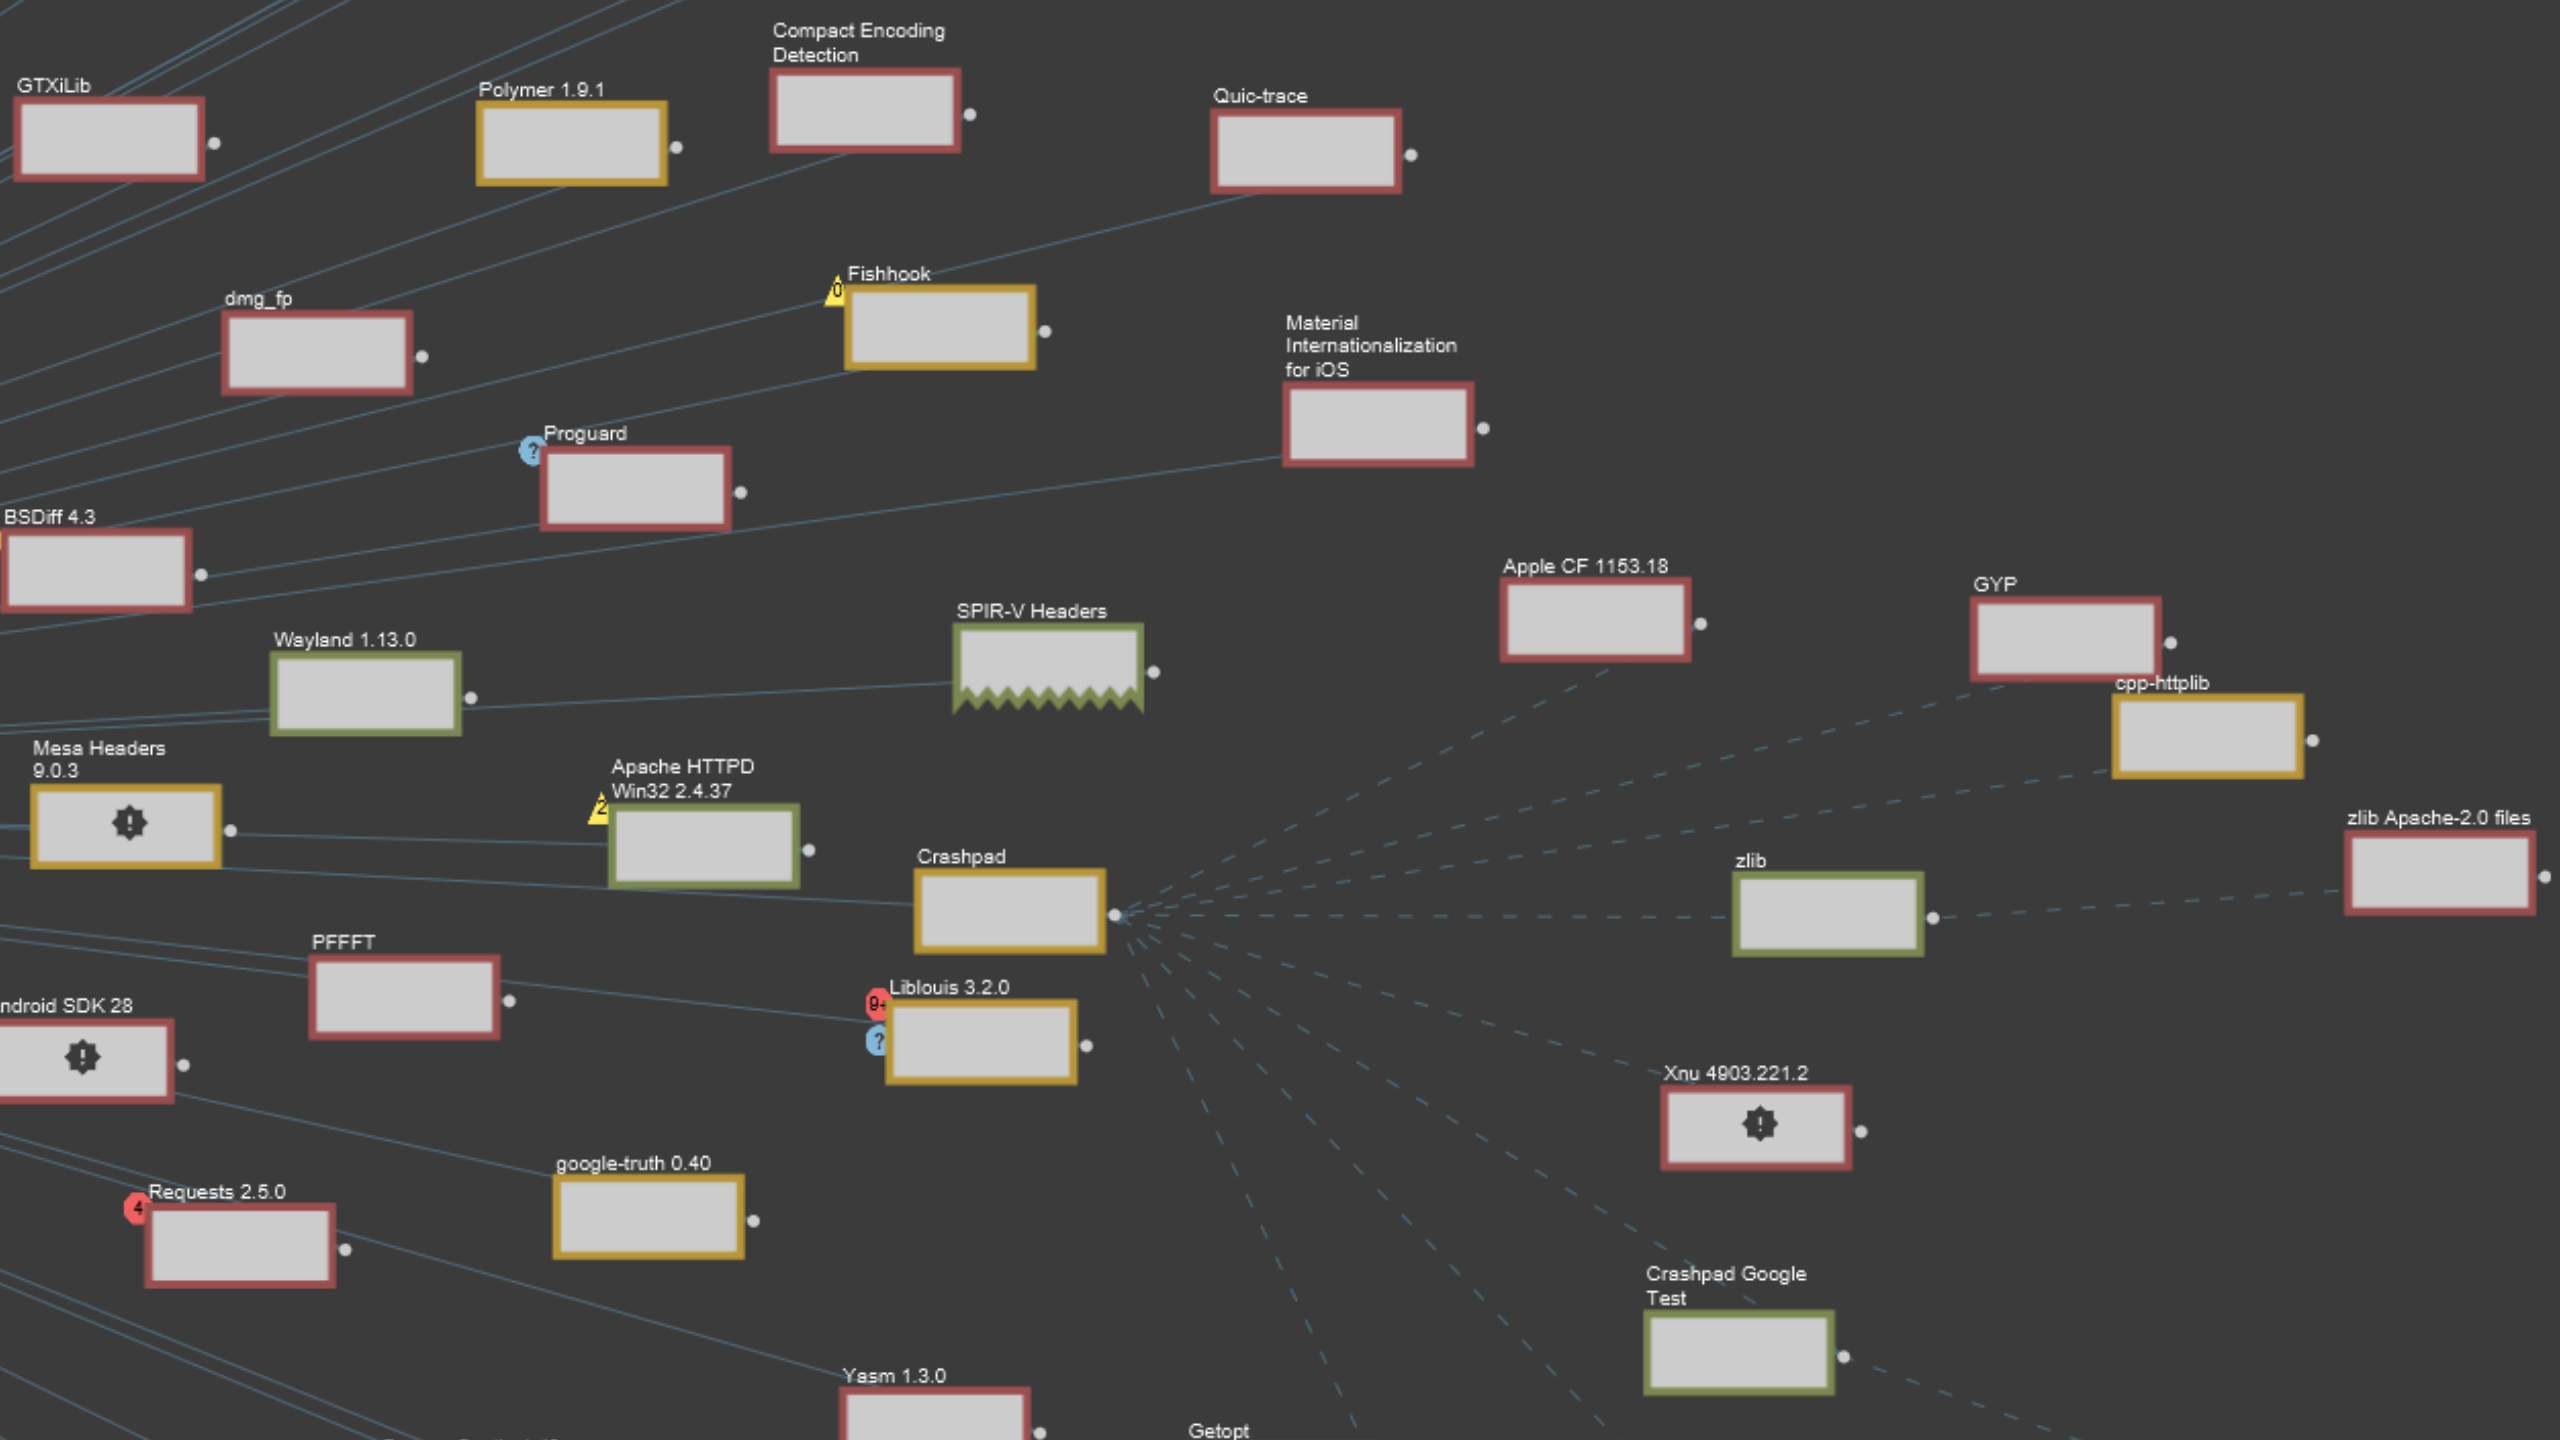 Compact Encoding
Detection
GTXiLib
Polymer 1.9.1
Quic-trace
Fishhook
0
dmg_fp
Material
Internationalization
for iOS
Proguard
?
BSDiff 4.3
Apple CF 1153.18
GYP
SPIR-V Headers
Wayland 1.13.0
cpp-httplib
Mesa Headers
9.0.3
!
Apache HTTPD
Win32 2.4.37
2
zlib Apache-2.0 files
Crashpad
zlib
PFFFT
Liblouis 3.2.0
9+
?
ndroid SDK 28
!
Xnu 4903.221.2
!
google-truth 0.40
Requests 2.5.0
4
Crashpad Google
Test
Yasm 1.3.0
Getopt